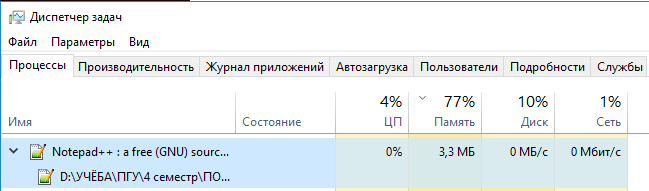 Диспетчер задач
Файл Параметры Вид
Процессы Производительность Журнал приложений Автозагрузка Пользователи Подробности Службы
4% 77% 10% 1%
Имя Состояние ЦП Память Диск Сеть
Notepad++ : a free (GNU) sourc... 0% 3,3 МБ 0 МБ/с 0 Мбит/с
D:\УЧЁБА\ПГУ\4 семестр\ПО...